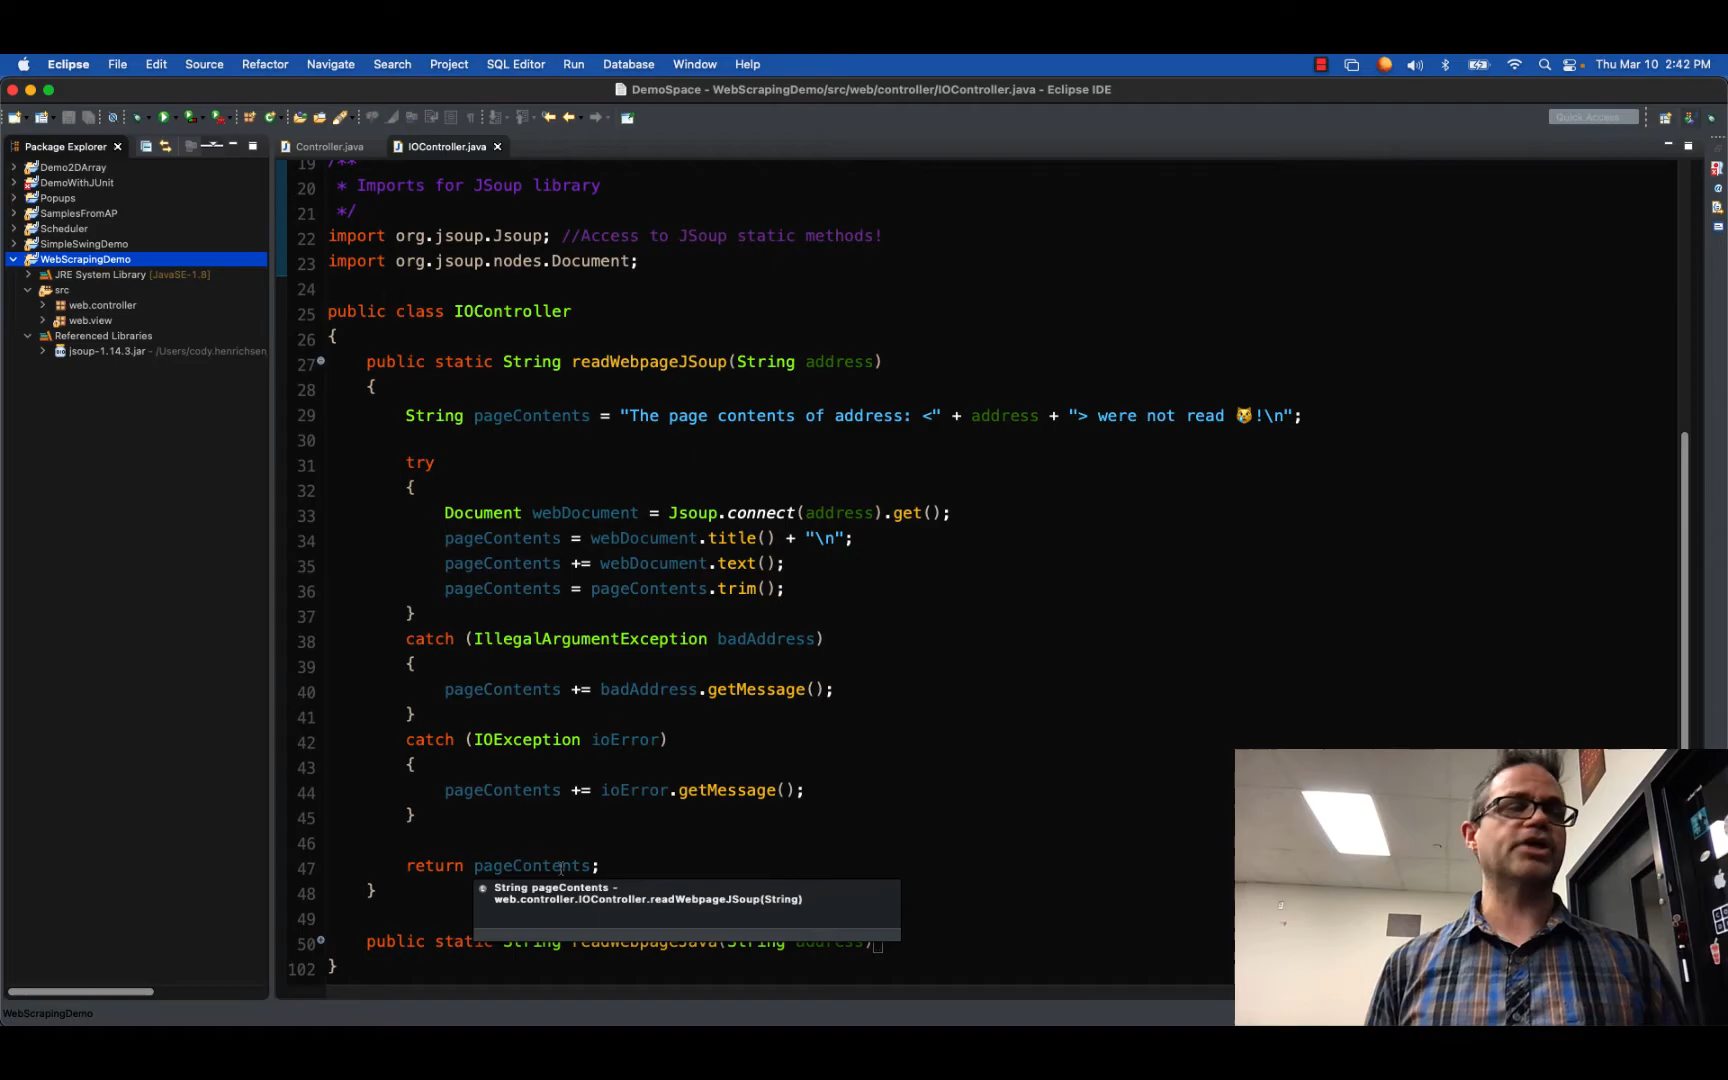 Eclipse File Edit Source Refactor Navigate Search Project SQL Editor Run Database Window Help Thu Mar 10 2:42 PM
DemoSpace - WebScrapingDemo/src/web/controller/IOController.java - Eclipse IDE
Quick Access
Package Explorer
Controller.java
IOController.java
Demo2DArray
DemoWithJUnit
Popups
SamplesFromAP
Scheduler
SimpleSwingDemo
WebScrapingDemo
JRE System Library [JavaSE-1.8]
src
web.controller
web.view
Referenced Libraries
jsoup-1.14.3.jar - /Users/cody.henrichsen
19 /**
20 * Imports for JSoup library
21 */
22 import org.jsoup.Jsoup; //Access to JSoup static methods!
23 import org.jsoup.nodes.Document;
24
25 public class IOController
26 {
27 public static String readWebpageJSoup(String address)
28 {
29 String pageContents = "The page contents of address: <" + address + "> were not read 😿!\n";
30
31 try
32 {
33 Document webDocument = Jsoup.connect(address).get();
34 pageContents = webDocument.title() + "\n";
35 pageContents += webDocument.text();
36 pageContents = pageContents.trim();
37 }
38 catch (IllegalArgumentException badAddress)
39 {
40 pageContents += badAddress.getMessage();
41 }
42 catch (IOException ioError)
43 {
44 pageContents += ioError.getMessage();
45 }
46
47 return pageContents;
48 }
String pageContents -
web.controller.IOController.readWebpageJSoup(String)
49
50 public static String readWebpageJava(String address)
102 }
WebScrapingDemo